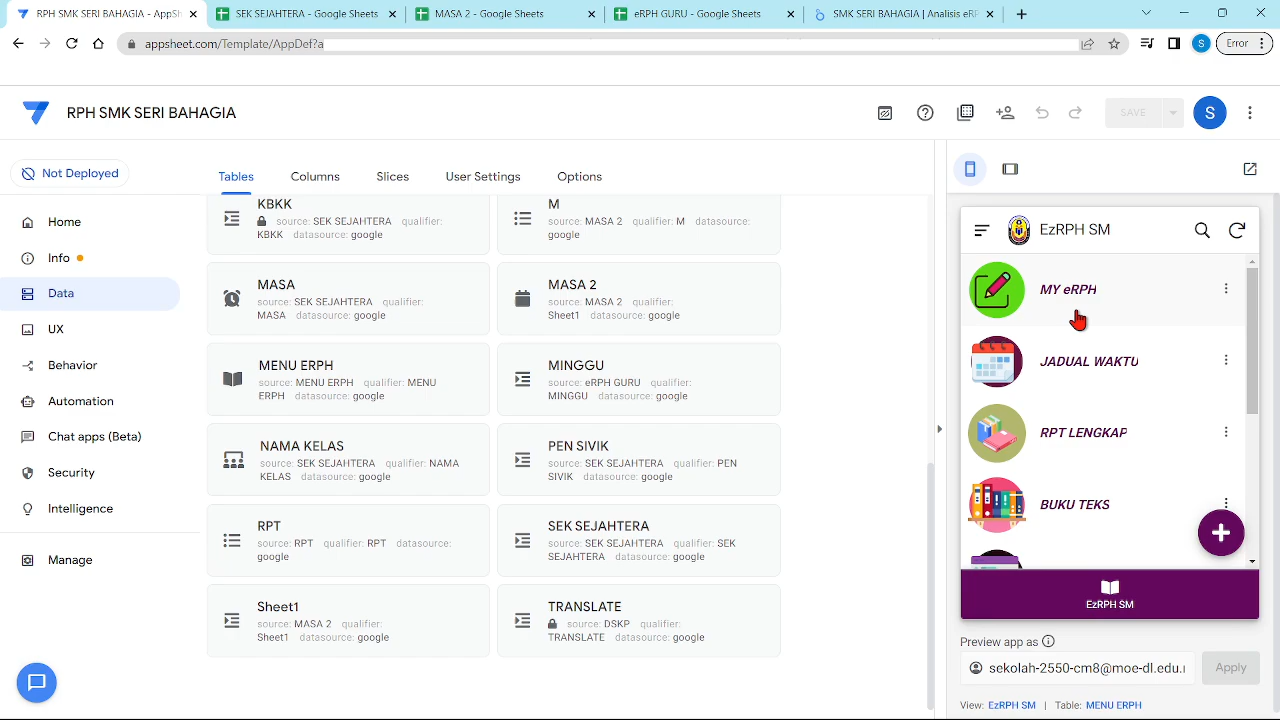 RPH SMK SERI BAHAGIA - AppSh
SEK SEJAHTERA - Google Sheets
MASA 2 - Google Sheets
eRPH GURU - Google Sheets
SMK SERI BAHAGIA | Analisis eRF
appsheet.com/Template/AppDef?a
S
Error
RPH SMK SERI BAHAGIA
SAVE
S
Not Deployed
Tables
Columns
Slices
User Settings
Options
Home
Info
Data
UX
Behavior
Automation
Chat apps (Beta)
Security
Intelligence
Manage
KBKK
source: SEK SEJAHTERA qualifier:
KBKK datasource: google
M
source: MASA 2 qualifier: M datasource:
google
MASA
source: SEK SEJAHTERA qualifier:
MASA datasource: google
MASA 2
source: MASA 2 qualifier:
Sheet1 datasource: google
MENU ERPH
source: MENU ERPH qualifier: MENU
ERPH datasource: google
MINGGU
source: eRPH GURU qualifier:
MINGGU datasource: google
NAMA KELAS
source: SEK SEJAHTERA qualifier: NAMA
KELAS datasource: google
PEN SIVIK
source: SEK SEJAHTERA qualifier: PEN
SIVIK datasource: google
RPT
source: RPT qualifier: RPT datasource:
google
SEK SEJAHTERA
source: SEK SEJAHTERA qualifier: SEK
SEJAHTERA datasource: google
Sheet1
source: MASA 2 qualifier:
Sheet1 datasource: google
TRANSLATE
source: DSKP qualifier:
TRANSLATE datasource: google
EzRPH SM
MY eRPH
JADUAL WAKTU
RPT LENGKAP
BUKU TEKS
EzRPH SM
Preview app as
sekolah-2550-cm8@moe-dl.edu.
Apply
View: EzRPH SM | Table: MENU ERPH